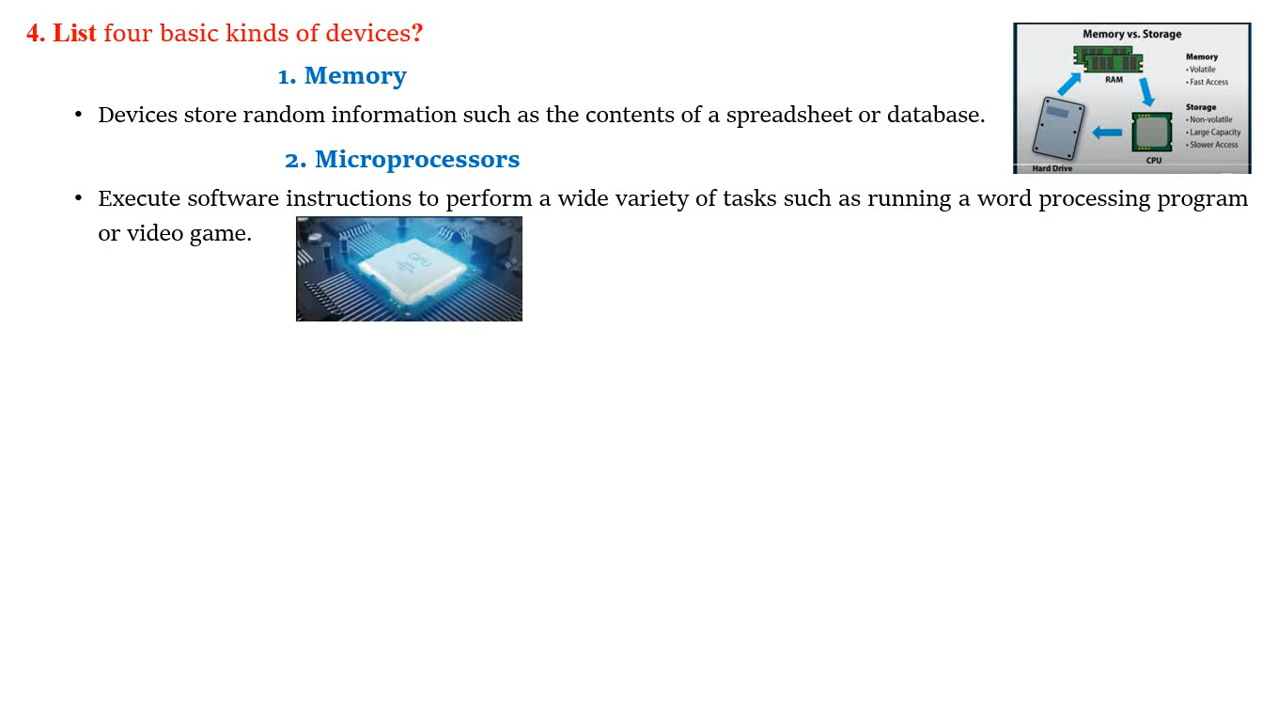 4. List four basic kinds of devices?
1. Memory
• Devices store random information such as the contents of a spreadsheet or database.
2. Microprocessors
• Execute software instructions to perform a wide variety of tasks such as running a word processing program
or video game.
Memory vs. Storage
RAM
Memory
• Volatile
• Fast Access
Storage
• Non-volatile
• Large Capacity
• Slower Access
CPU
Hard Drive